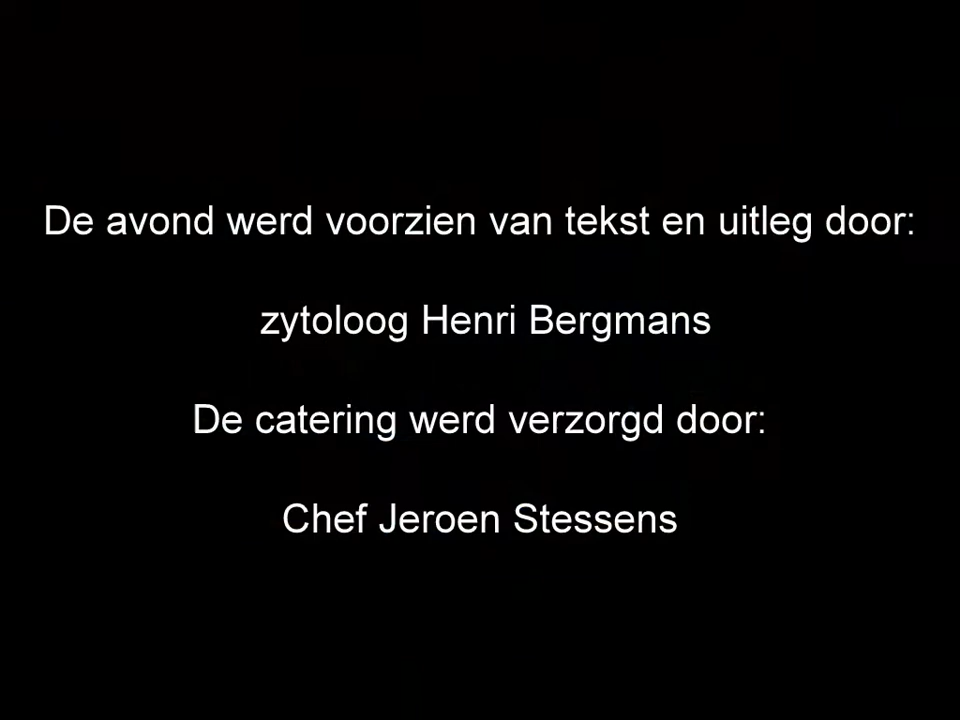 De avond werd voorzien van tekst en uitleg door:
zytoloog Henri Bergmans
De catering werd verzorgd door:
Chef Jeroen Stessens